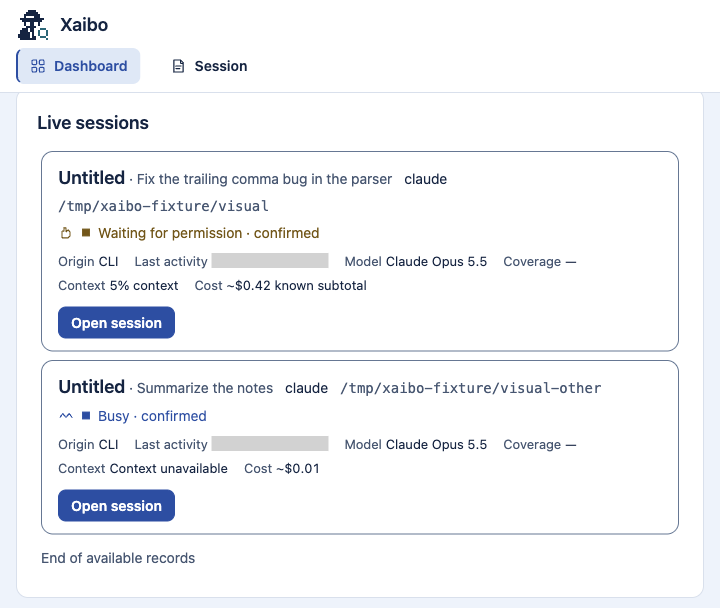 Xaibo
Dashboard Session
Live sessions
Untitled · Fix the trailing comma bug in the parser claude
/tmp/xaibo-fixture/visual
Waiting for permission · confirmed
Origin CLI Last activity Model Claude Opus 5.5 Coverage —
Context 5% context Cost ~$0.42 known subtotal
Open session
Untitled · Summarize the notes claude /tmp/xaibo-fixture/visual-other
Busy · confirmed
Origin CLI Last activity Model Claude Opus 5.5 Coverage —
Context Context unavailable Cost ~$0.01
Open session
End of available records